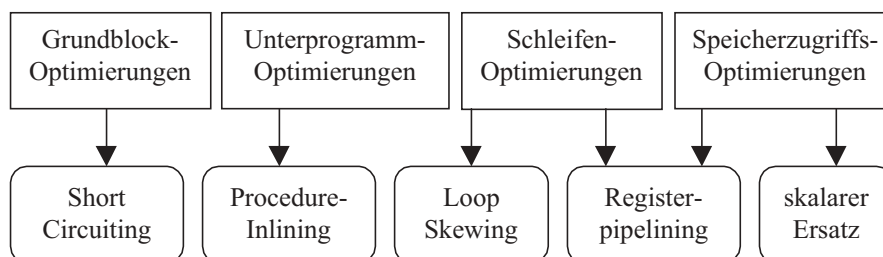 Grundblock-
Optimierungen
Unterprogramm-
Optimierungen
Schleifen-
Optimierungen
Speicherzugriffs-
Optimierungen
Short
Circuiting
Procedure-
Inlining
Loop
Skewing
Register-
pipelining
skalarer
Ersatz